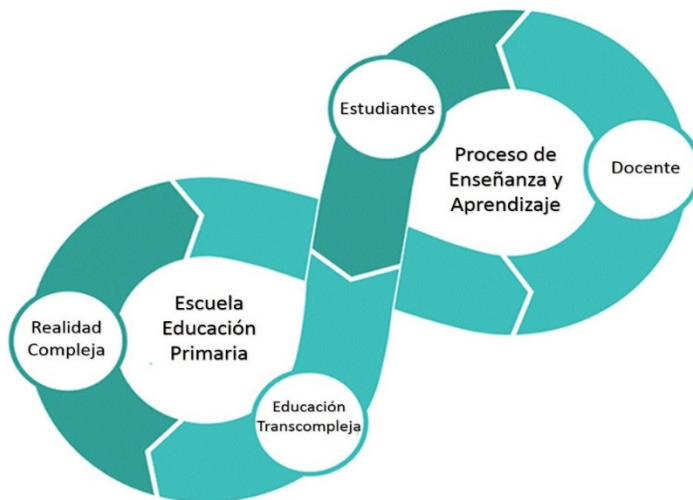 Estudiantes
Proceso de
Enseñanza y
Aprendizaje
Docente
Realidad
Compleja
Escuela
Educación
Primaria
Educación
Transcompleja